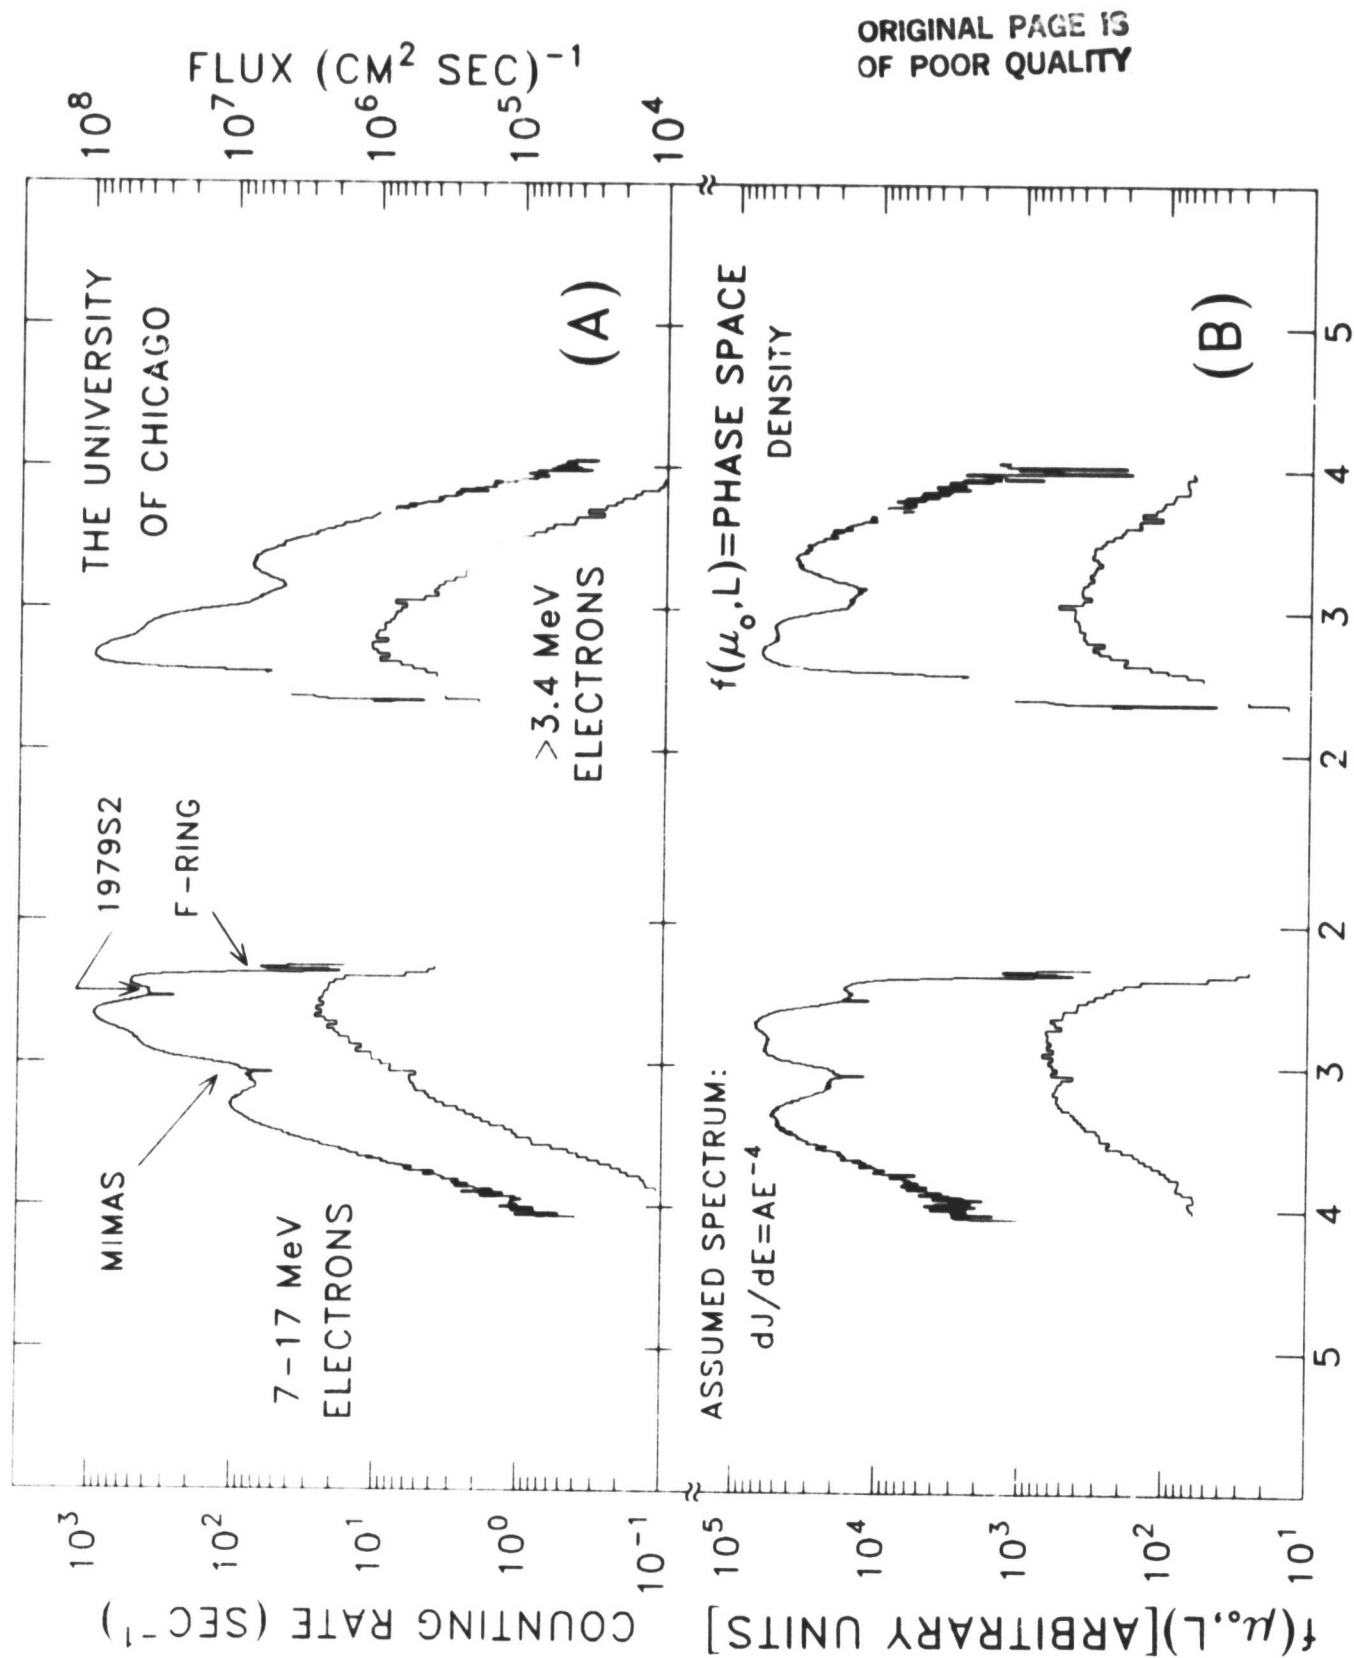 ORIGINAL PAGE IS
OF POOR QUALITY
COUNTING RATE (SEC⁻¹)
10³
10²
10¹
10⁰
10⁻¹
MIMAS
1979S2
F-RING
7-17 MeV
ELECTRONS
THE UNIVERSITY
OF CHICAGO
>3.4 MeV
ELECTRONS
(A)
FLUX (CM² SEC)⁻¹
10⁸
10⁷
10⁶
10⁵
10⁴
f(μ₀,L)[ARBITRARY UNITS]
10⁵
10⁴
10³
10²
10¹
ASSUMED SPECTRUM:
dJ/dE=AE⁻⁴
f(μ₀,L)=PHASE SPACE
DENSITY
(B)
5 4 3 2 2 3 4 5